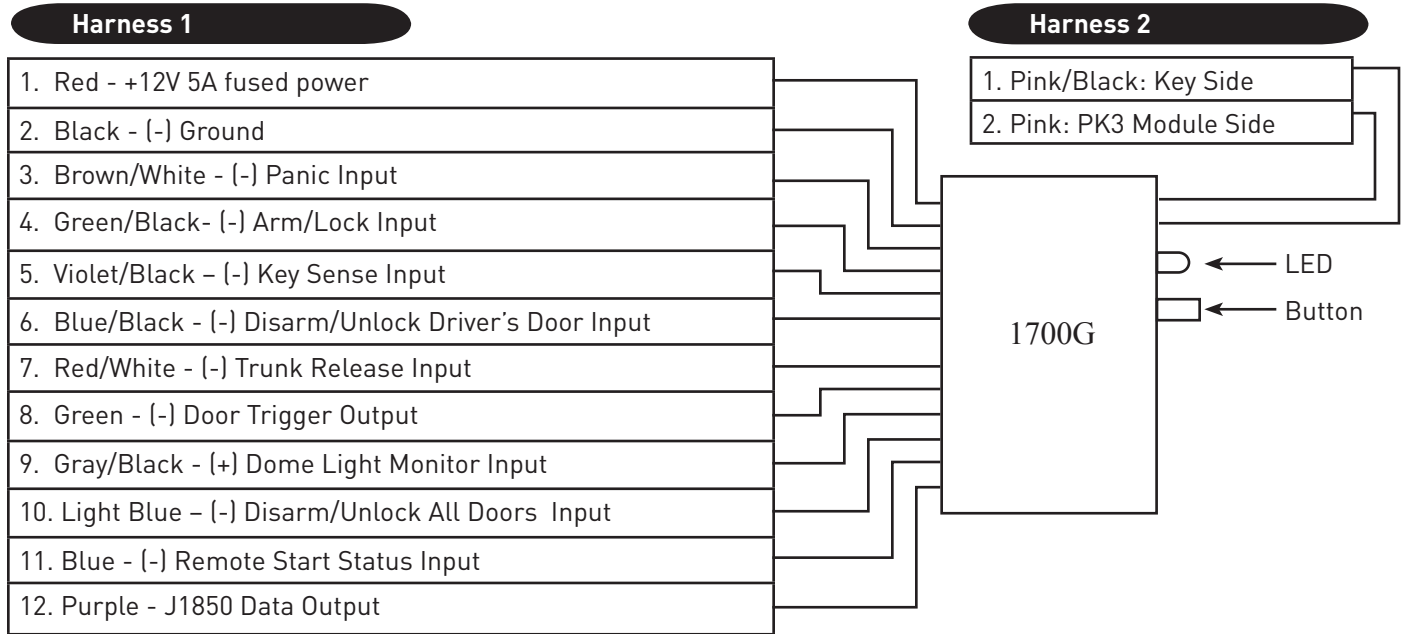 Harness 1
1. Red - +12V 5A fused power
2. Black - (-) Ground
3. Brown/White - (-) Panic Input
4. Green/Black- (-) Arm/Lock Input
5. Violet/Black – (-) Key Sense Input
6. Blue/Black - (-) Disarm/Unlock Driver's Door Input
7. Red/White - (-) Trunk Release Input
8. Green - (-) Door Trigger Output
9. Gray/Black - (+) Dome Light Monitor Input
10. Light Blue – (-) Disarm/Unlock All Doors Input
11. Blue - (-) Remote Start Status Input
12. Purple - J1850 Data Output
Harness 2
1. Pink/Black: Key Side
2. Pink: PK3 Module Side
1700G
LED
Button